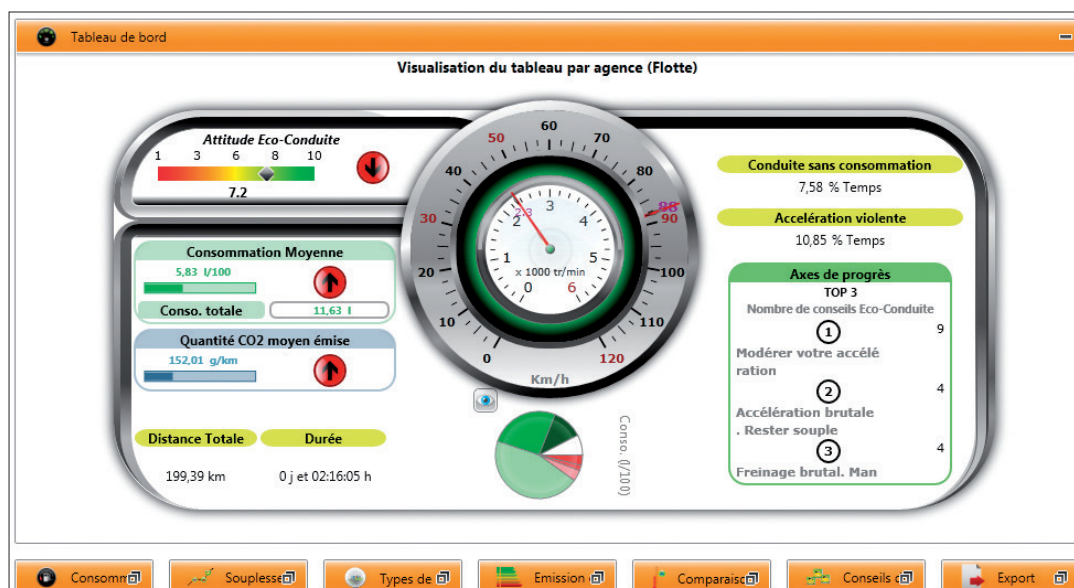 Tableau de bord
Visualisation du tableau par agence (Flotte)
Attitude Eco-Conduite
1 3 6 8 10
7.2
Consommation Moyenne
5,83 l/100
Conso. totale 11,63 l
Quantité CO2 moyen émise
152,01 g/km
Distance Totale Durée
199,39 km 0 j et 02:16:05 h
0 10 20 30 40 50 60 70 80 90 100 110 120
88
Km/h
0 1 2 3 4 5 6
2.3
x 1000 tr/min
Conso. (l/100)
Conduite sans consommation
7,58 % Temps
Accelération violente
10,85 % Temps
Axes de progrès
TOP 3
Nombre de conseils Eco-Conduite
1 9
Modérer votre accélé
ration
2 4
Accélération brutale
. Rester souple
3 4
Freinage brutal. Man
Consomm Souplesse Types de Emission Comparaisc Conseils Export